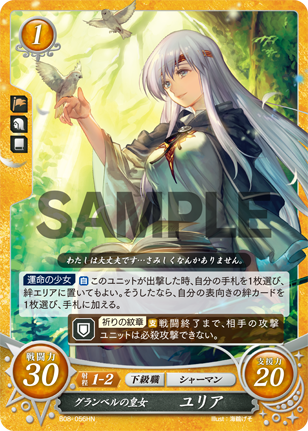 1
SAMPLE
わたしは大丈夫です…さみしくなんかありません。
運命の少女 自 このユニットが出撃した時、自分の手札を1枚選び、
絆エリアに置いてもよい。そうしたなら、自分の表向きの絆カードを
1枚選び、手札に加える。
祈りの紋章 支 戦闘終了まで、相手の攻撃
ユニットは必殺攻撃できない。
戦闘力
30
射程 1-2 下級職 シャーマン
支援力
20
グランベルの皇女 ユリア
B08-056HN